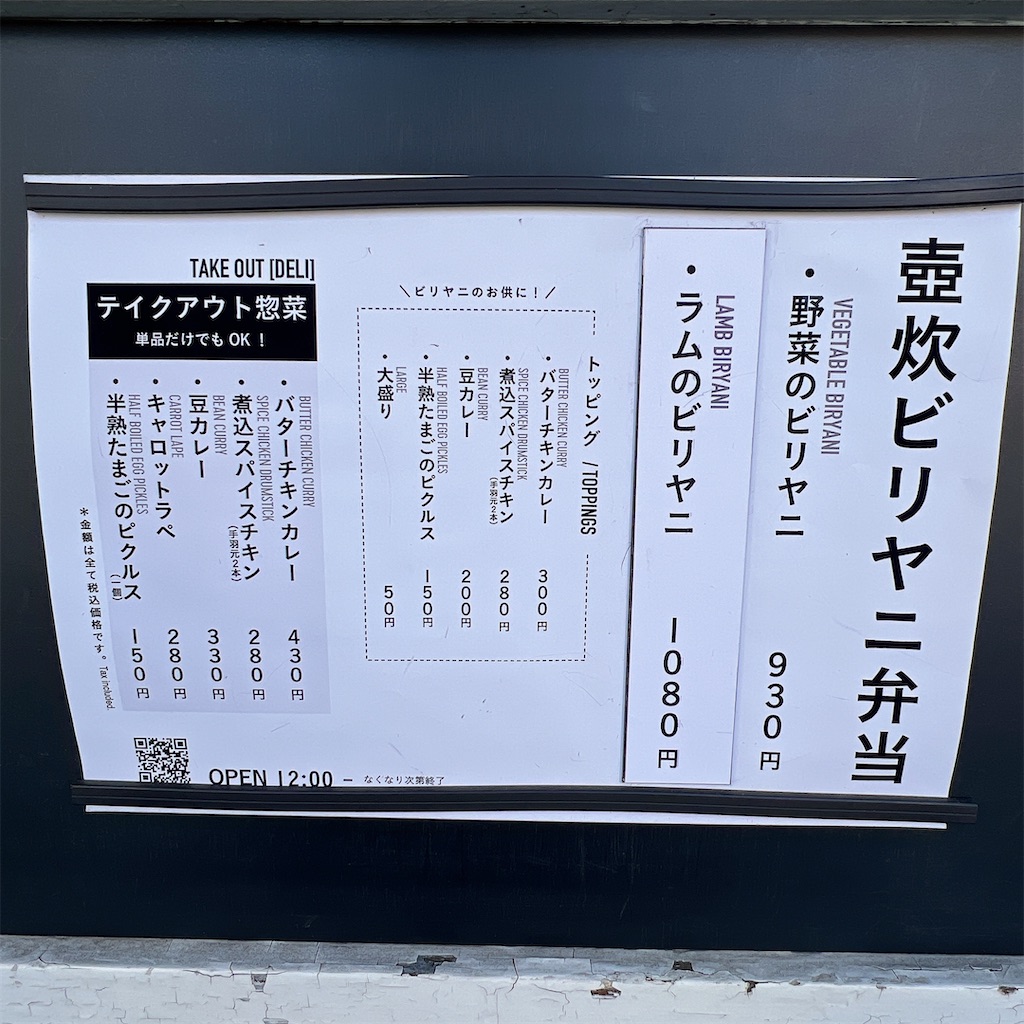 壺炊ビリヤニ弁当
VEGETABLE BIRYANI
・野菜のビリヤニ 930円
LAMB BIRYANI
・ラムのビリヤニ 1080円
\ビリヤニのお供に!/
トッピング /TOPPINGS
BUTTER CHICKEN CURRY
・バターチキンカレー 300円
SPICE CHICKEN DRUMSTICK
・煮込スパイスチキン (手羽元2本) 280円
BEAN CURRY
・豆カレー 200円
HALF BOILED EGG PICKLES
・半熟たまごのピクルス 150円
LARGE
・大盛り 50円
TAKE OUT [DELI]
テイクアウト惣菜
単品だけでもOK!
BUTTER CHICKEN CURRY
・バターチキンカレー 430円
SPICE CHICKEN DRUMSTICK
・煮込スパイスチキン (手羽元2本) 280円
BEAN CURRY
・豆カレー 330円
CARROT LAPE
・キャロットラペ 280円
HALF BOILED EGG PICKLES
・半熟たまごのピクルス (一個) 150円
*金額は全て税込価格です。Tax included.
OPEN 12:00 - なくなり次第終了